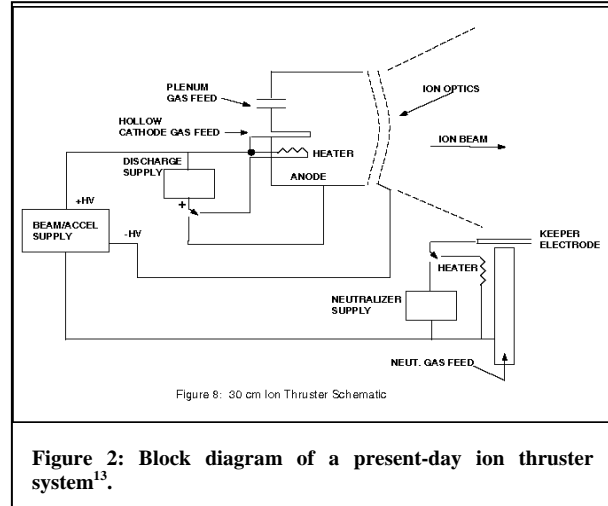 PLENUM
GAS FEED
HOLLOW
CATHODE GAS FEED
DISCHARGE
SUPPLY
HEATER
ANODE
ION OPTICS
ION BEAM
+HV
+
BEAM/ACCEL
SUPPLY
-HV
KEEPER
ELECTRODE
HEATER
NEUTRALIZER
SUPPLY
NEUT. GAS FEED
Figure 8: 30 cm Ion Thruster Schematic
Figure 2: Block diagram of a present-day ion thruster
system13.